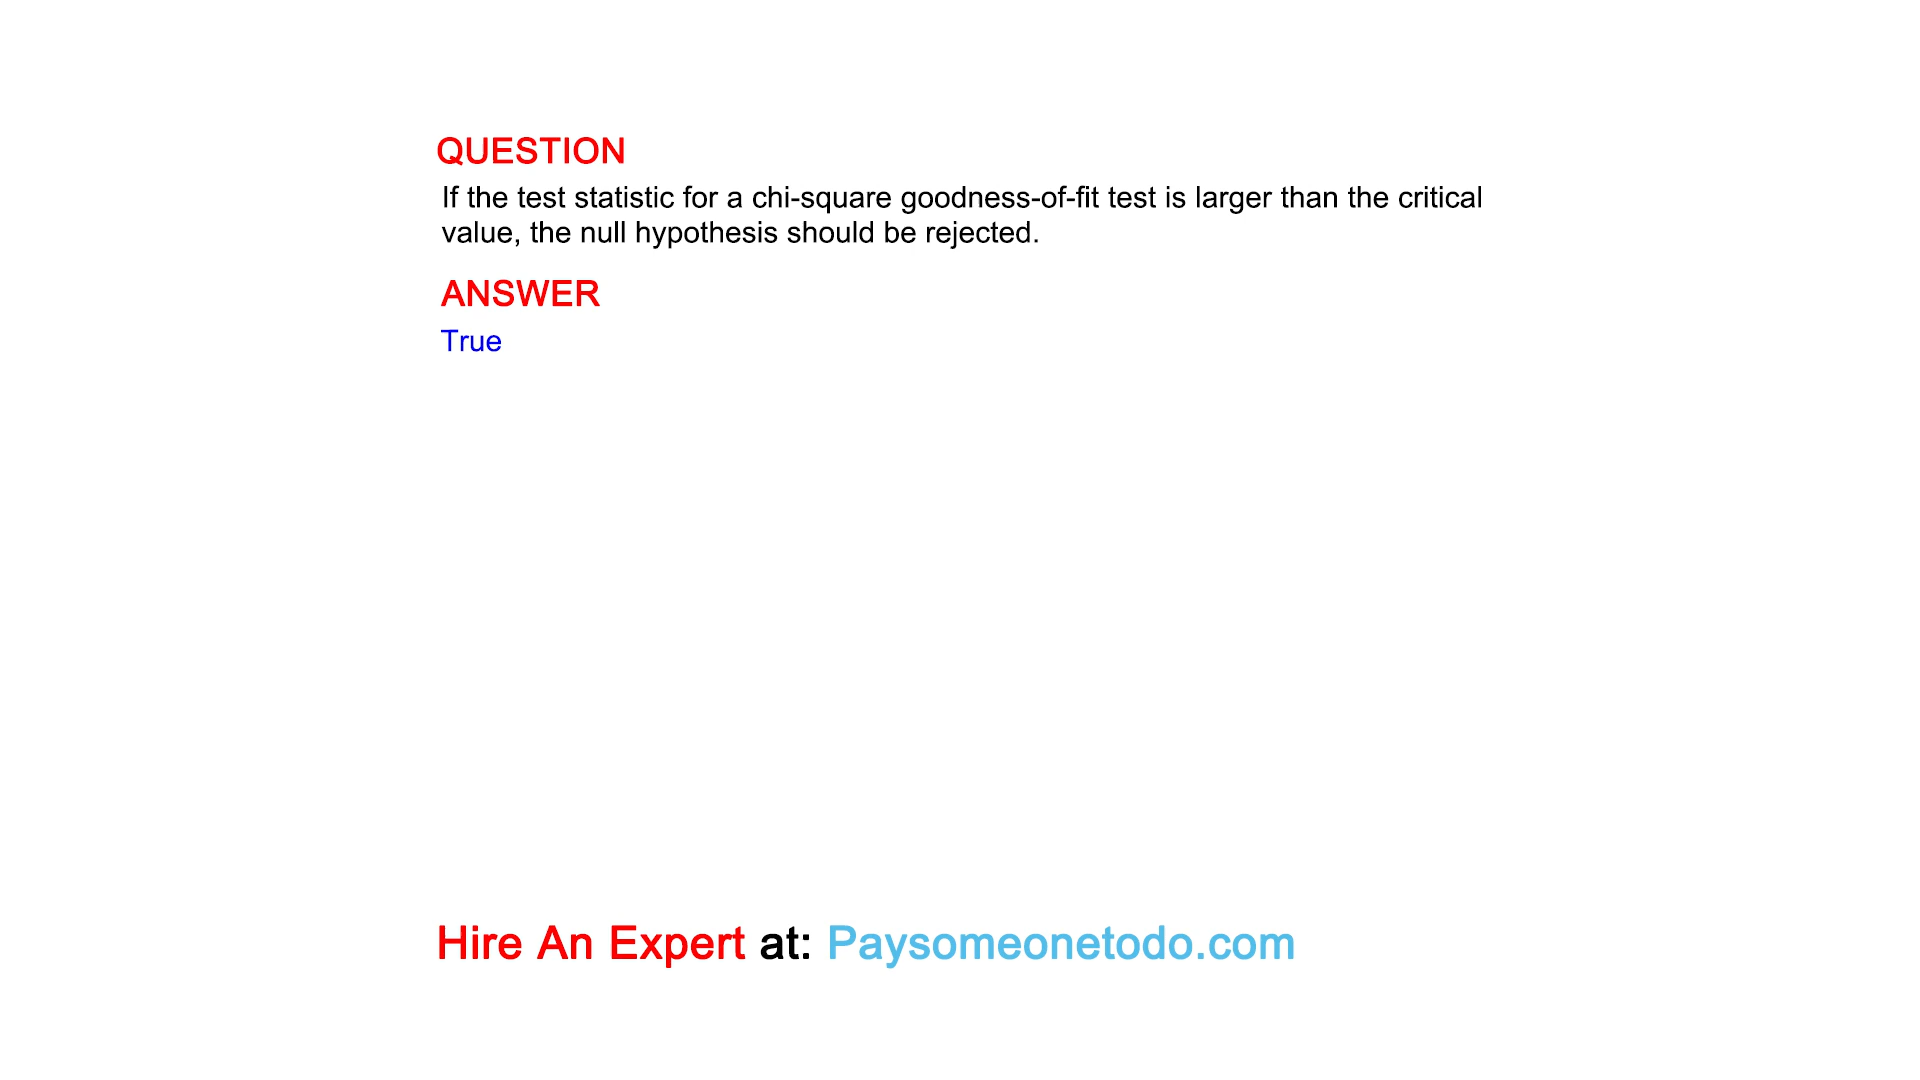 QUESTION
If the test statistic for a chi-square goodness-of-fit test is larger than the critical
value, the null hypothesis should be rejected.
ANSWER
True
Hire An Expert at: Paysomeonetodo.com